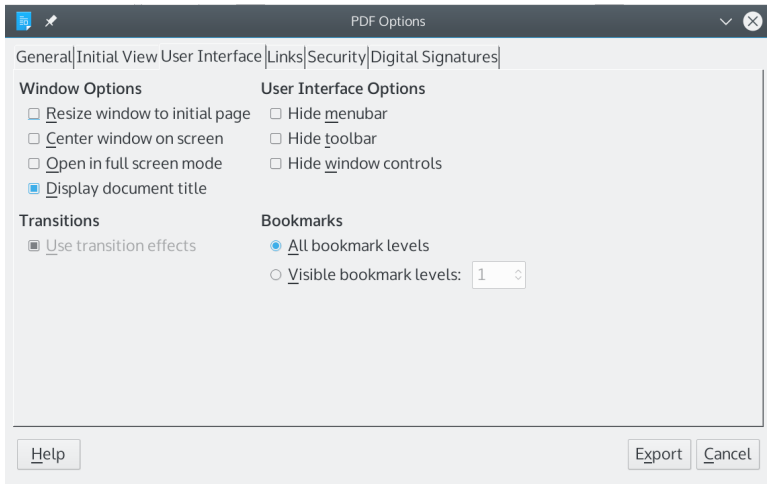 PDF Options
General Initial View User Interface Links Security Digital Signatures
Window Options
Resize window to initial page
Center window on screen
Open in full screen mode
Display document title
User Interface Options
Hide menubar
Hide toolbar
Hide window controls
Transitions
Use transition effects
Bookmarks
All bookmark levels
Visible bookmark levels: 1
Help Export Cancel